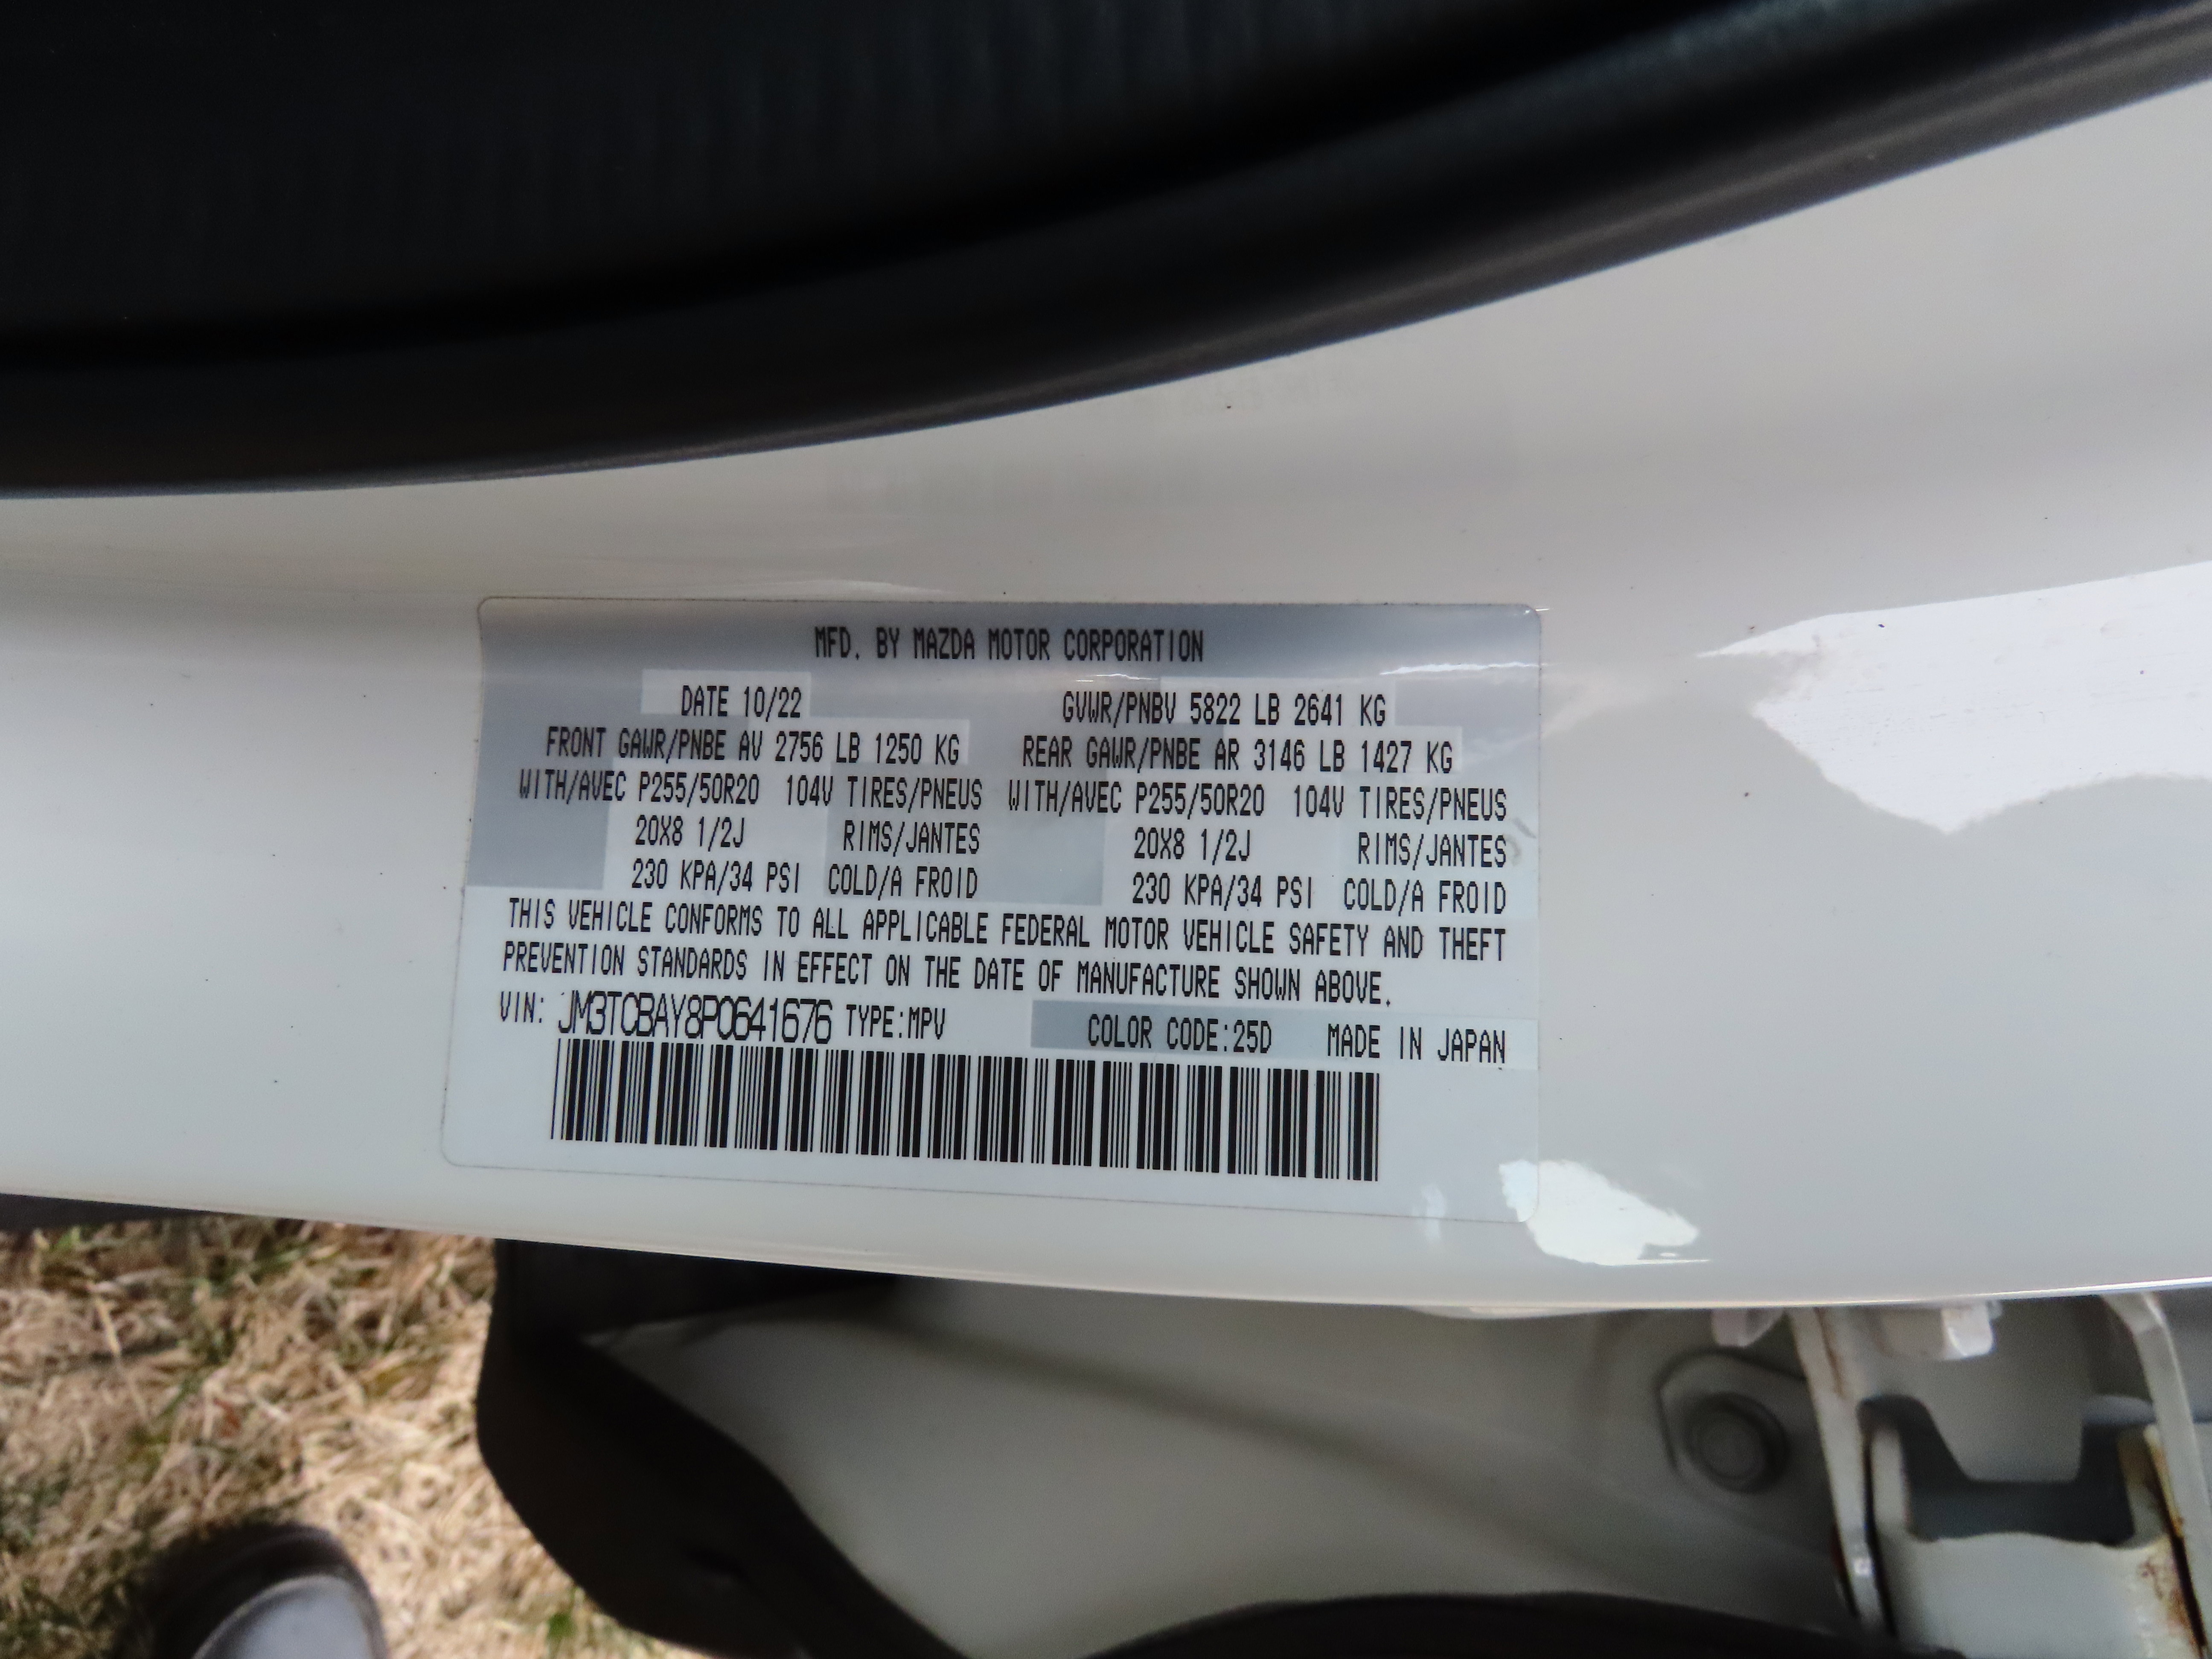 MFD. BY MAZDA MOTOR CORPORATION
DATE 10/22 GVWR/PNBV 5822 LB 2641 KG
FRONT GAWR/PNBE AV 2756 LB 1250 KG REAR GAWR/PNBE AR 3146 LB 1427 KG
WITH/AVEC P255/50R20 104V TIRES/PNEUS WITH/AVEC P255/50R20 104V TIRES/PNEUS
20X8 1/2J RIMS/JANTES 20X8 1/2J RIMS/JANTES
230 KPA/34 PSI COLD/A FROID 230 KPA/34 PSI COLD/A FROID
THIS VEHICLE CONFORMS TO ALL APPLICABLE FEDERAL MOTOR VEHICLE SAFETY AND THEFT
PREVENTION STANDARDS IN EFFECT ON THE DATE OF MANUFACTURE SHOWN ABOVE.
VIN: JM3TCBAY8P0641676 TYPE:MPV COLOR CODE:25D MADE IN JAPAN